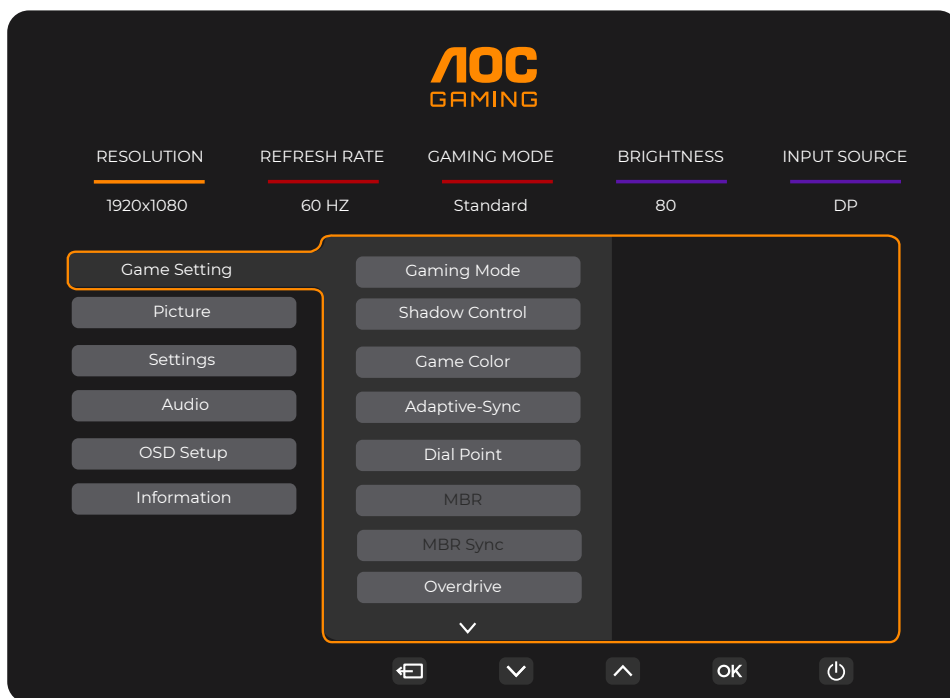 AOC
GAMING
RESOLUTION REFRESH RATE GAMING MODE BRIGHTNESS INPUT SOURCE
1920x1080 60 HZ Standard 80 DP
Game Setting
Picture
Settings
Audio
OSD Setup
Information
Gaming Mode
Shadow Control
Game Color
Adaptive-Sync
Dial Point
MBR
MBR Sync
Overdrive
OK